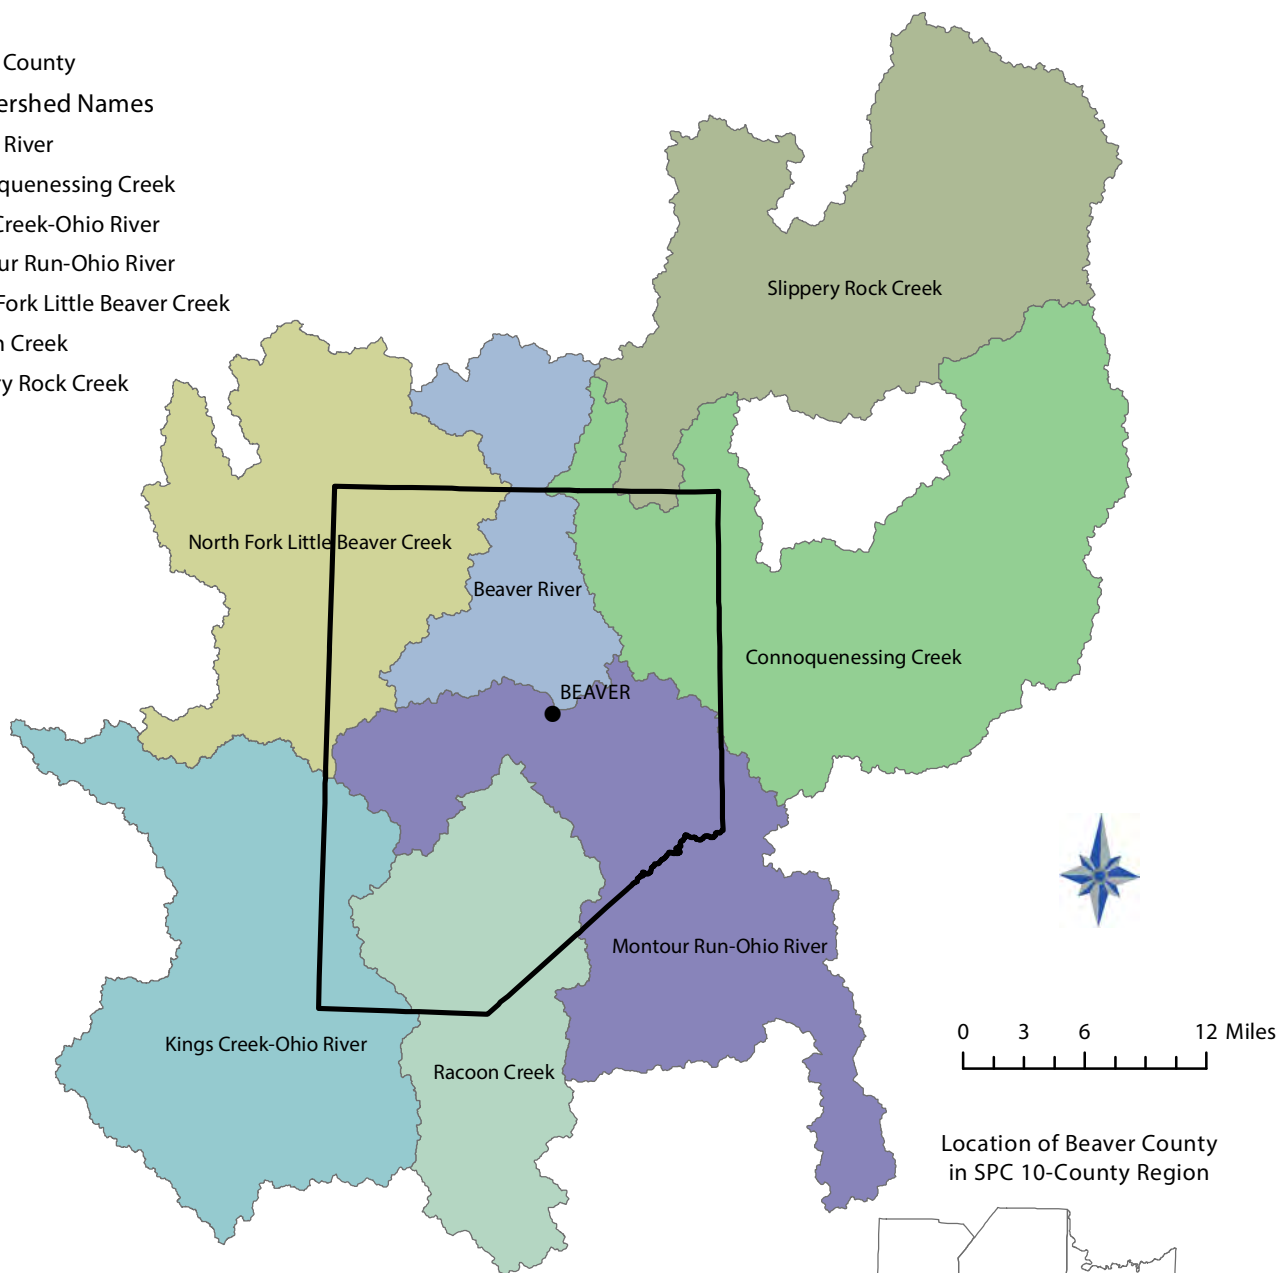 County
ershed Names
River
quenessing Creek
Creek-Ohio River
ur Run-Ohio River
Fork Little Beaver Creek
n Creek
ry Rock Creek
Slippery Rock Creek
North Fork Little Beaver Creek
Beaver River
Connoquenessing Creek
BEAVER
Montour Run-Ohio River
Kings Creek-Ohio River
Racoon Creek
0 3 6 12 Miles
Location of Beaver County
in SPC 10-County Region